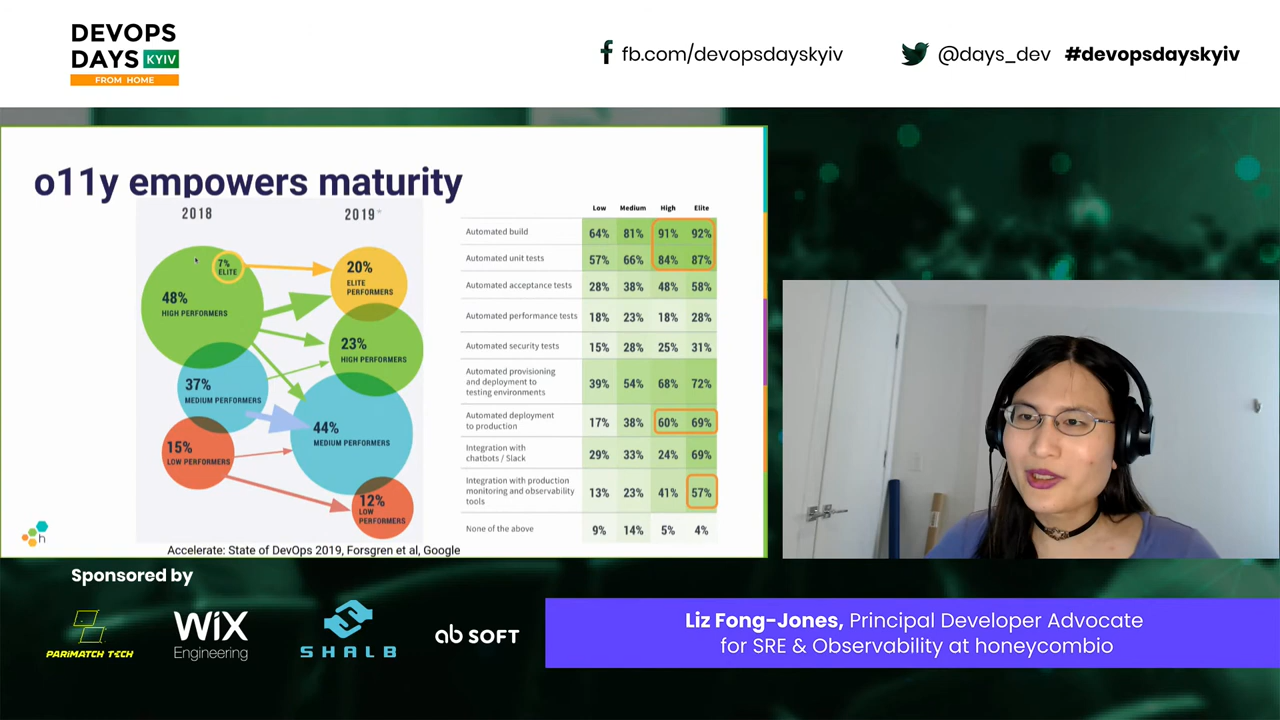 DEVOPS
DAYS KYIV
FROM HOME
fb.com/devopsdayskyiv
@days_dev #devopsdayskyiv
o11y empowers maturity
2018 2019*
7%
ELITE
48%
HIGH PERFORMERS
37%
MEDIUM PERFORMERS
15%
LOW PERFORMERS
20%
ELITE
PERFORMERS
23%
HIGH PERFORMERS
44%
MEDIUM PERFORMERS
12%
LOW
PERFORMERS
Low Medium High Elite
Automated build 64% 81% 91% 92%
Automated unit tests 57% 66% 84% 87%
Automated acceptance tests 28% 38% 48% 58%
Automated performance tests 18% 23% 18% 28%
Automated security tests 15% 28% 25% 31%
Automated provisioning
and deployment to
testing environments
39% 54% 68% 72%
Automated deployment
to production
17% 38% 60% 69%
Integration with
chatbots / Slack
29% 33% 24% 69%
Integration with production
monitoring and observability
tools
13% 23% 41% 57%
None of the above 9% 14% 5% 4%
h
Accelerate: State of DevOps 2019, Forsgren et al, Google
Sponsored by
PARIMATCH TECH
WiX
Engineering
SHALB
ab SOFT
Liz Fong-Jones, Principal Developer Advocate
for SRE & Observability at honeycombio